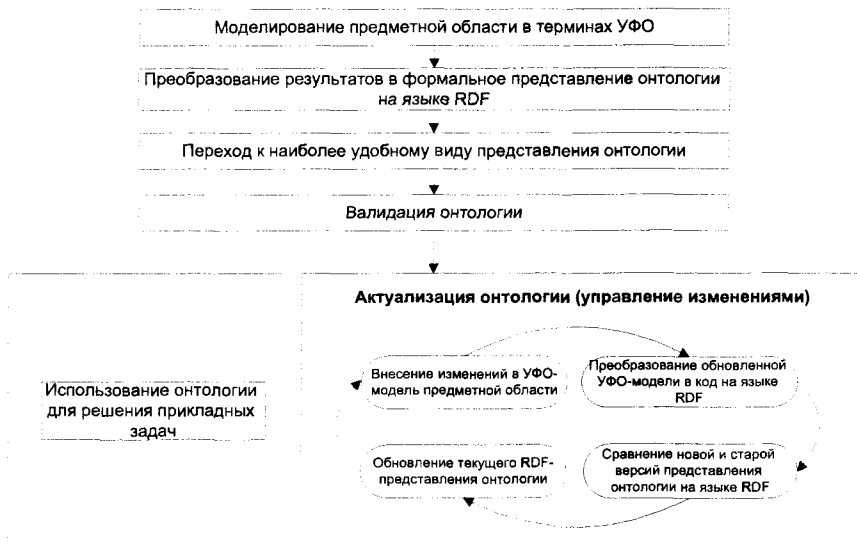 Моделирование предметной области в терминах УФО
Преобразование результатов в формальное представление онтологии
на языке RDF
Переход к наиболее удобному виду представления онтологии
Валидация онтологии
Актуализация онтологии (управление изменениями)
Внесение изменений в УФО-
модель предметной области
Преобразование обновленной
УФО-модели в код на языке
RDF
Использование онтологии
для решения прикладных
задач
Обновление текущего RDF-
представления онтологии
Сравнение новой и старой
версий представления
онтологии на языке RDF